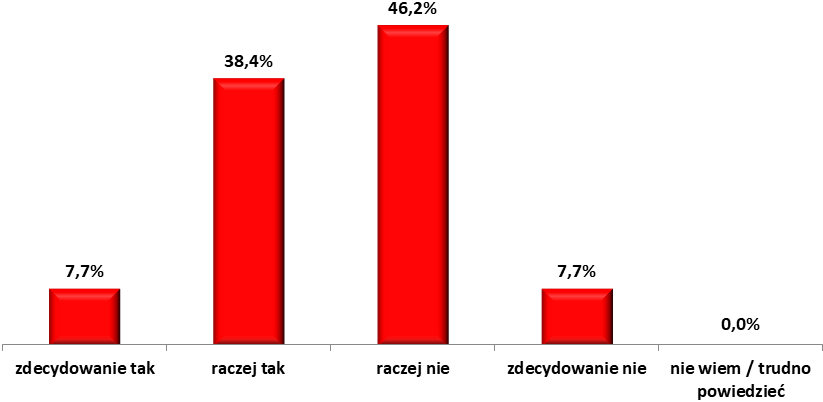 46,2%
38,4%
7,7%
7,7%
0,0%
zdecydowanie tak
raczej tak
raczej nie
zdecydowanie nie
nie wiem / trudno
powiedzieć